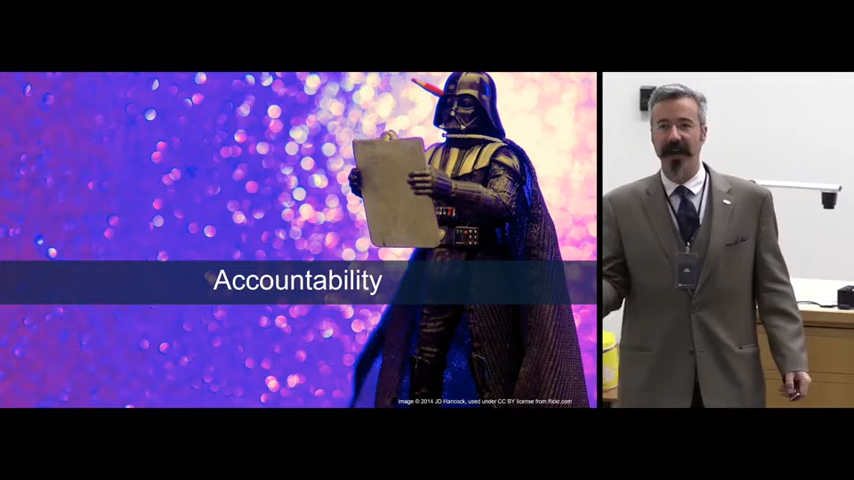 Accountability
Image © 2014 JD Hancock, used under CC BY license from flickr.com